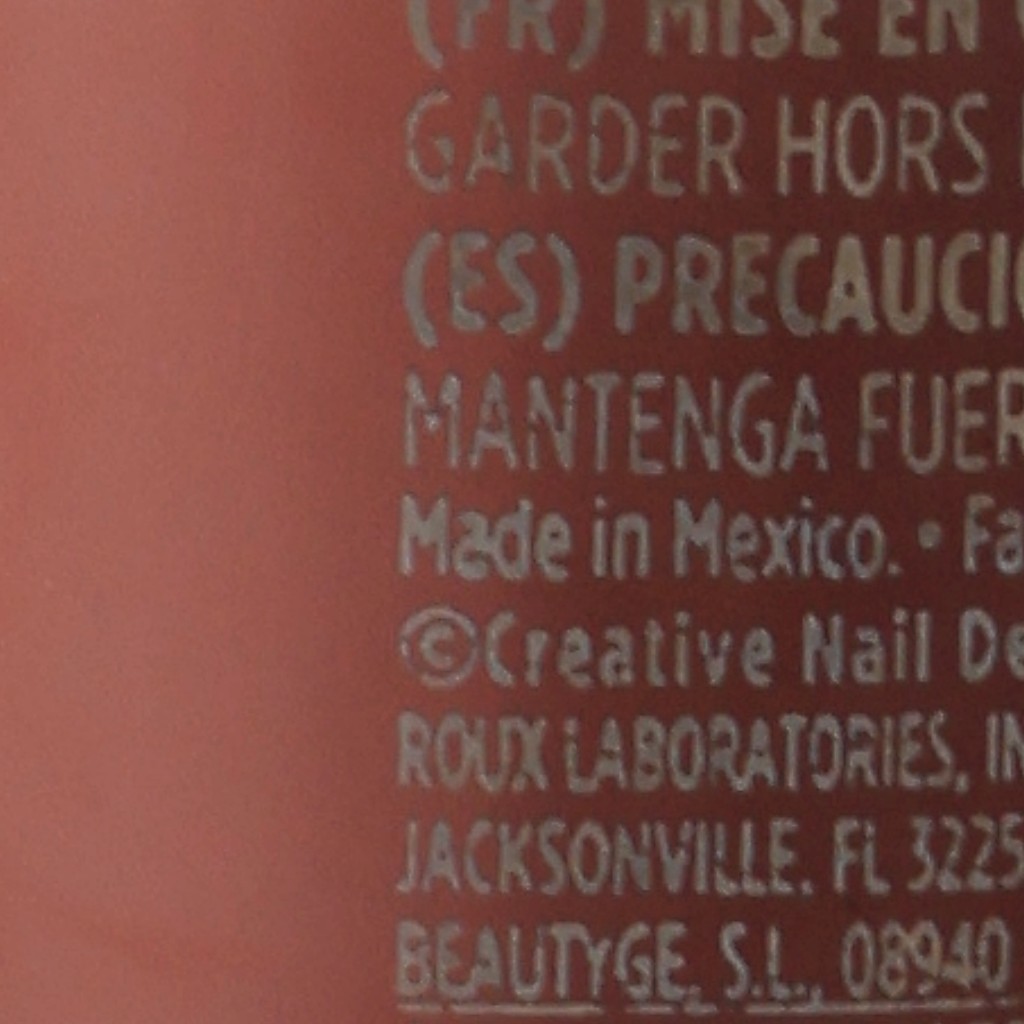 (FR) MISE EN
GARDER HORS
(ES) PRECAUCIO
MANTENGA FUER
Made in Mexico. • Fa
©Creative Nail De
ROUX LABORATORIES, IN
JACKSONVILLE, FL 3225
BEAUTYGE, S.L., 08940